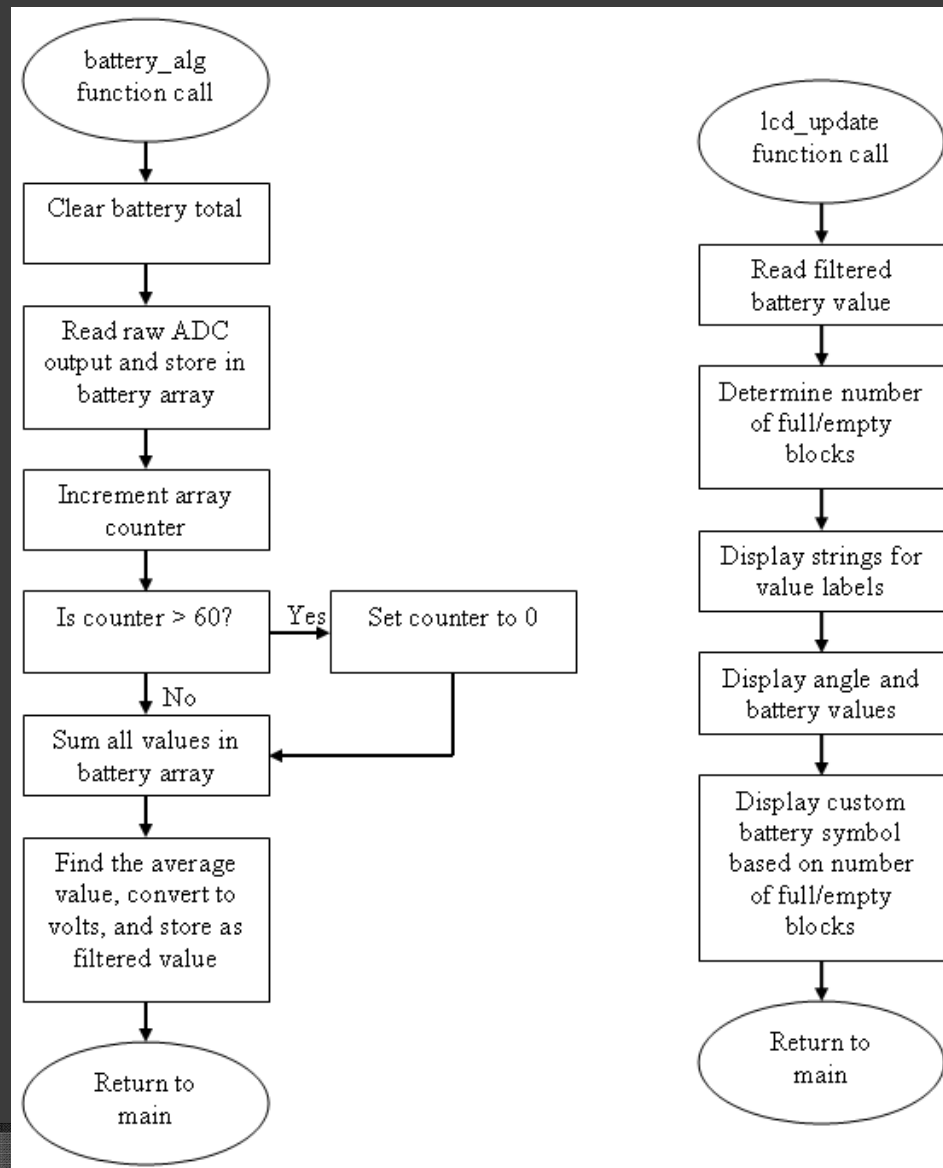 battery_alg
function call
Clear battery total
Read raw ADC
output and store in
battery array
Increment array
counter
Is counter > 60?
Yes
Set counter to 0
No
Sum all values in
battery array
Find the average
value, convert to
volts, and store as
filtered value
Return to
main
lcd_update
function call
Read filtered
battery value
Determine number
of full/empty
blocks
Display strings for
value labels
Display angle and
battery values
Display custom
battery symbol
based on number
of full/empty
blocks
Return to
main